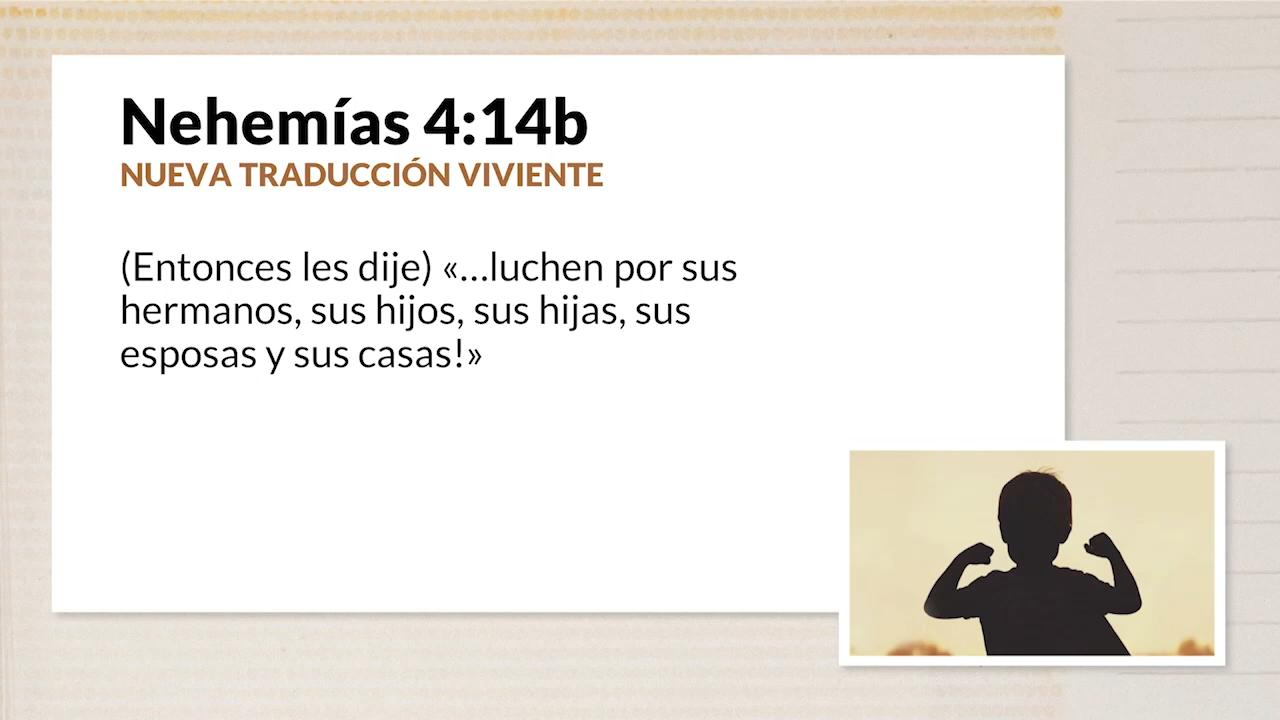 Nehemías 4:14b
NUEVA TRADUCCIÓN VIVIENTE
(Entonces les dije) «...luchen por sus
hermanos, sus hijos, sus hijas, sus
esposas y sus casas!»